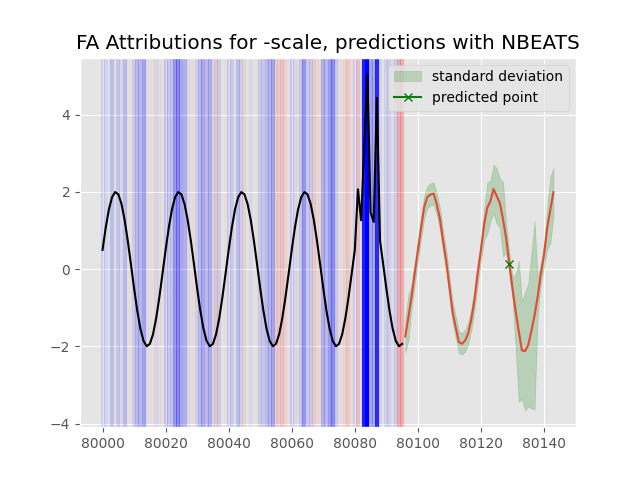 FA Attributions for -scale, predictions with NBEATS
standard deviation
predicted point
4
2
0
−2
−4
80000 80020 80040 80060 80080 80100 80120 80140